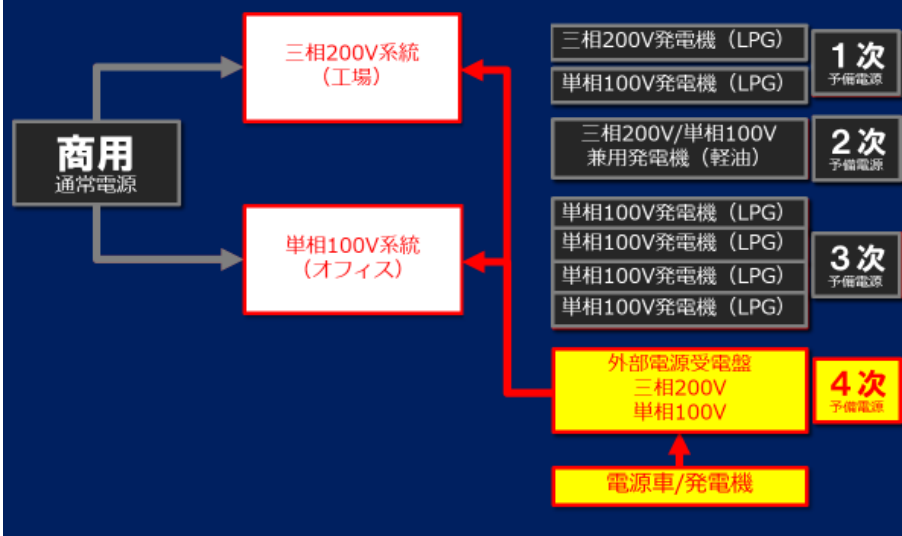 商用
通常電源
三相200V系統
(工場)
単相100V系統
(オフィス)
三相200V発電機（LPG）
単相100V発電機（LPG）
1次
予備電源
三相200V/単相100V
兼用発電機（軽油）
2次
予備電源
単相100V発電機（LPG）
単相100V発電機（LPG）
単相100V発電機（LPG）
単相100V発電機（LPG）
3次
予備電源
外部電源受電盤
三相200V
単相100V
4次
予備電源
電源車/発電機